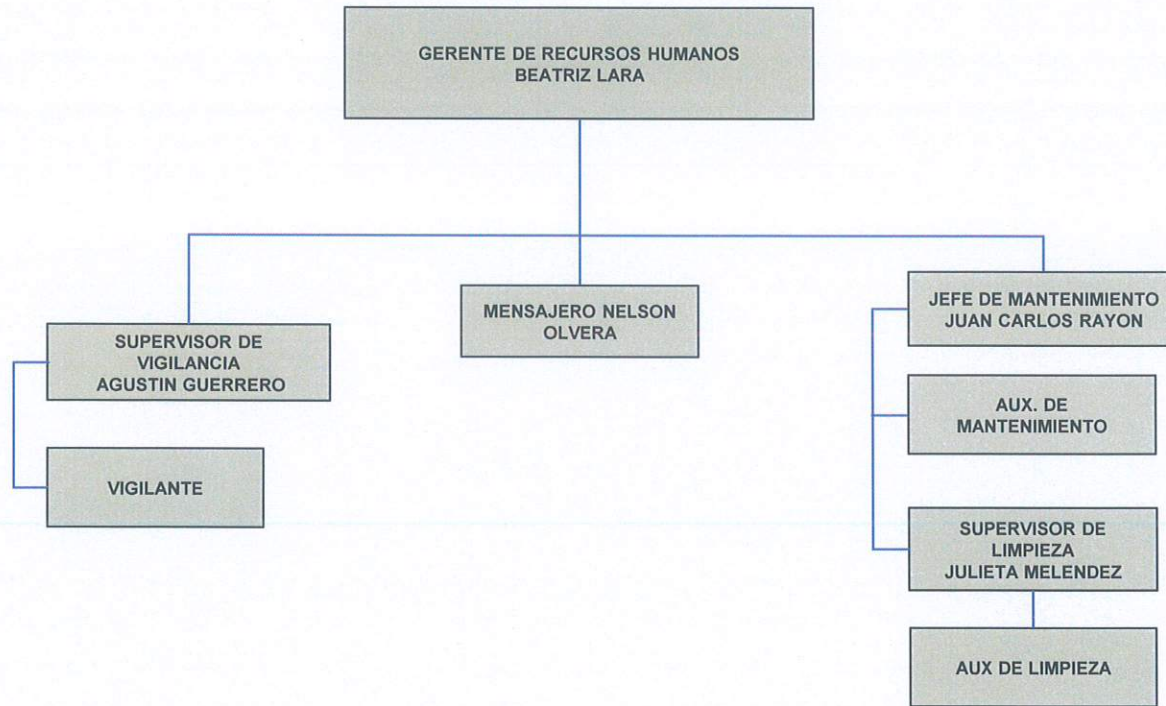 GERENTE DE RECURSOS HUMANOS
BEATRIZ LARA
SUPERVISOR DE
VIGILANCIA
AGUSTIN GUERRERO
VIGILANTE
MENSAJERO NELSON
OLVERA
JEFE DE MANTENIMIENTO
JUAN CARLOS RAYON
AUX. DE
MANTENIMIENTO
SUPERVISOR DE
LIMPIEZA
JULIETA MELENDEZ
AUX DE LIMPIEZA